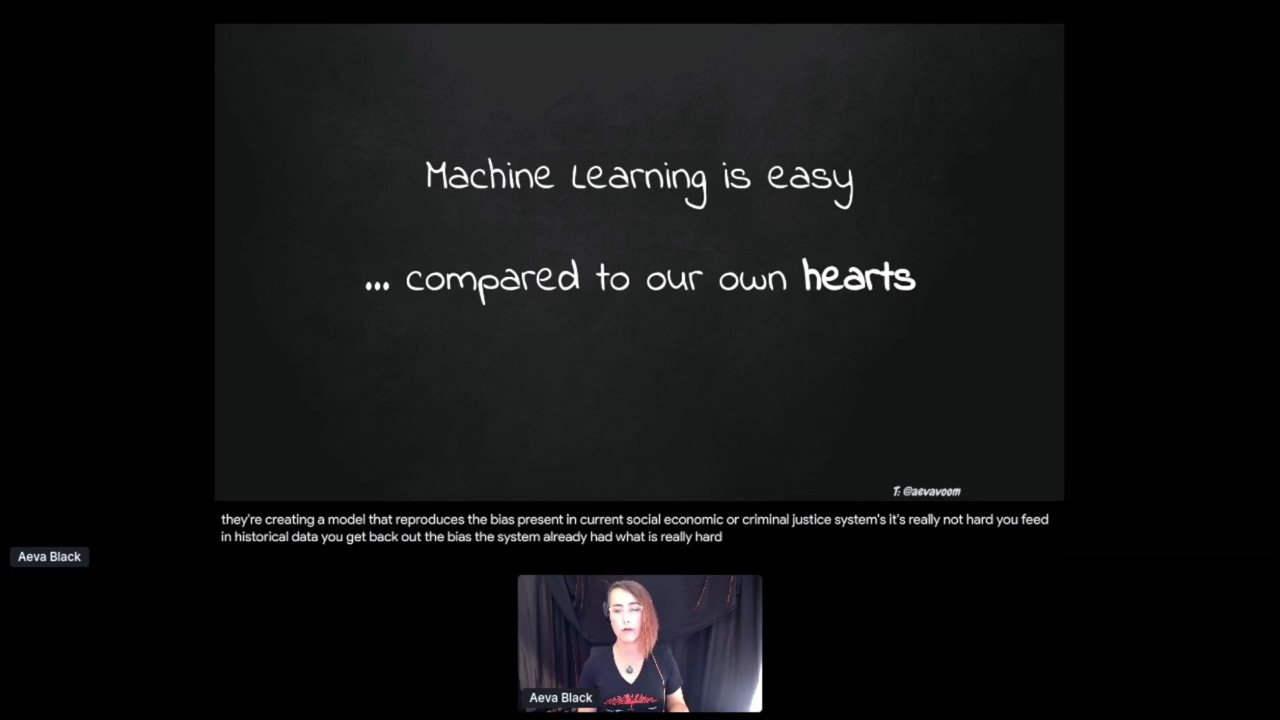 Machine Learning is easy
... compared to our own hearts
T: @aevavoom
they're creating a model that reproduces the bias present in current social economic or criminal justice system's it's really not hard you feed
in historical data you get back out the bias the system already had what is really hard
Aeva Black
Aeva Black